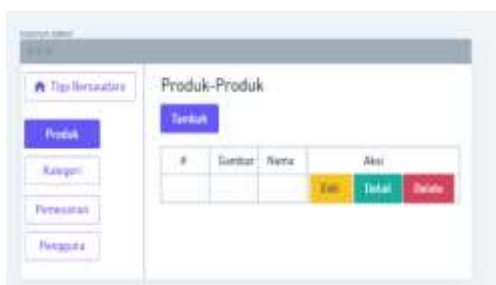 Tiga Bersaudara
Produk-Produk
Tambah
Produk
Kategori
Pemesanan
Pengguna
# Gambar Nama Aksi
Edit Detail Delete